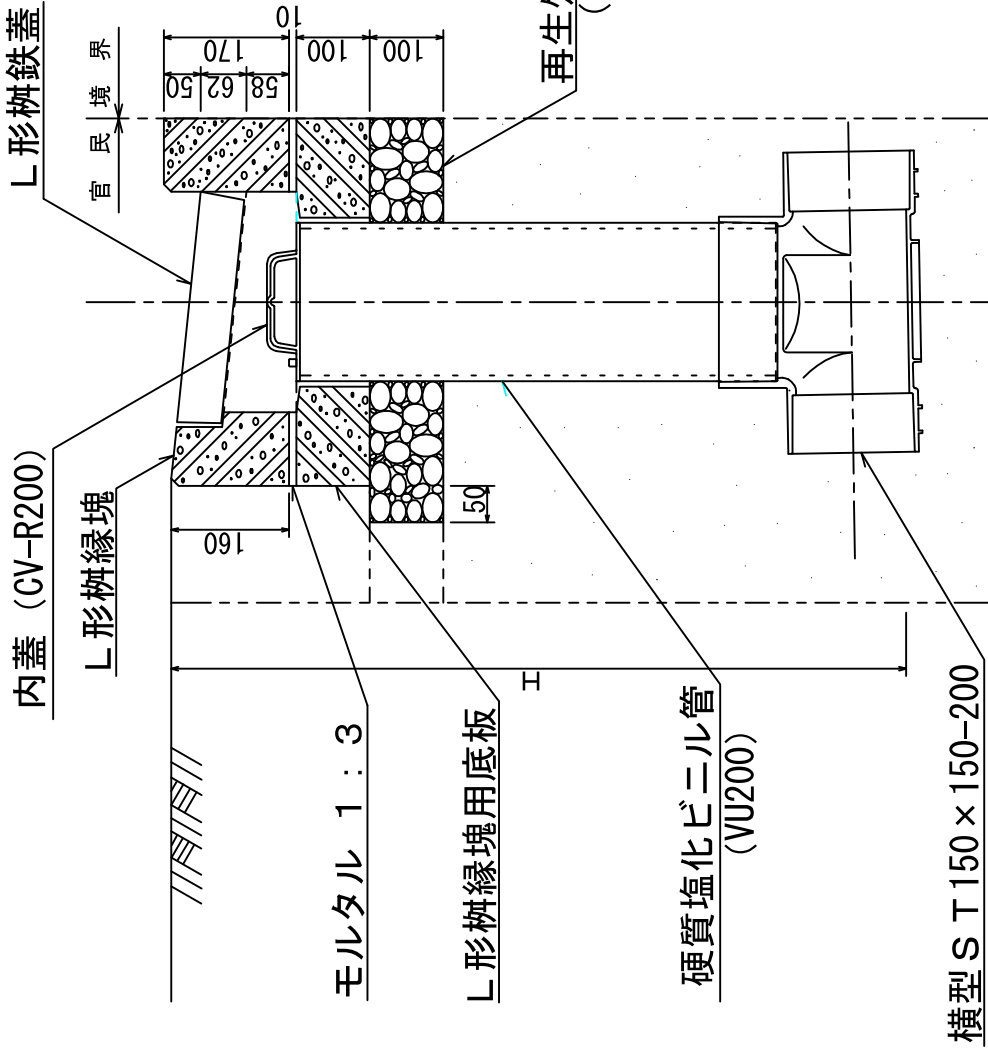 L形桝鉄蓋
官民境界
内蓋 (CV-R200)
L形桝縁塊
モルタル 1:3
L形桝縁塊用底板
硬質塩化ビニル管
(VU200)
横型ST150×150-200
再生
10
170
50
62
58
100
100
160
50
H